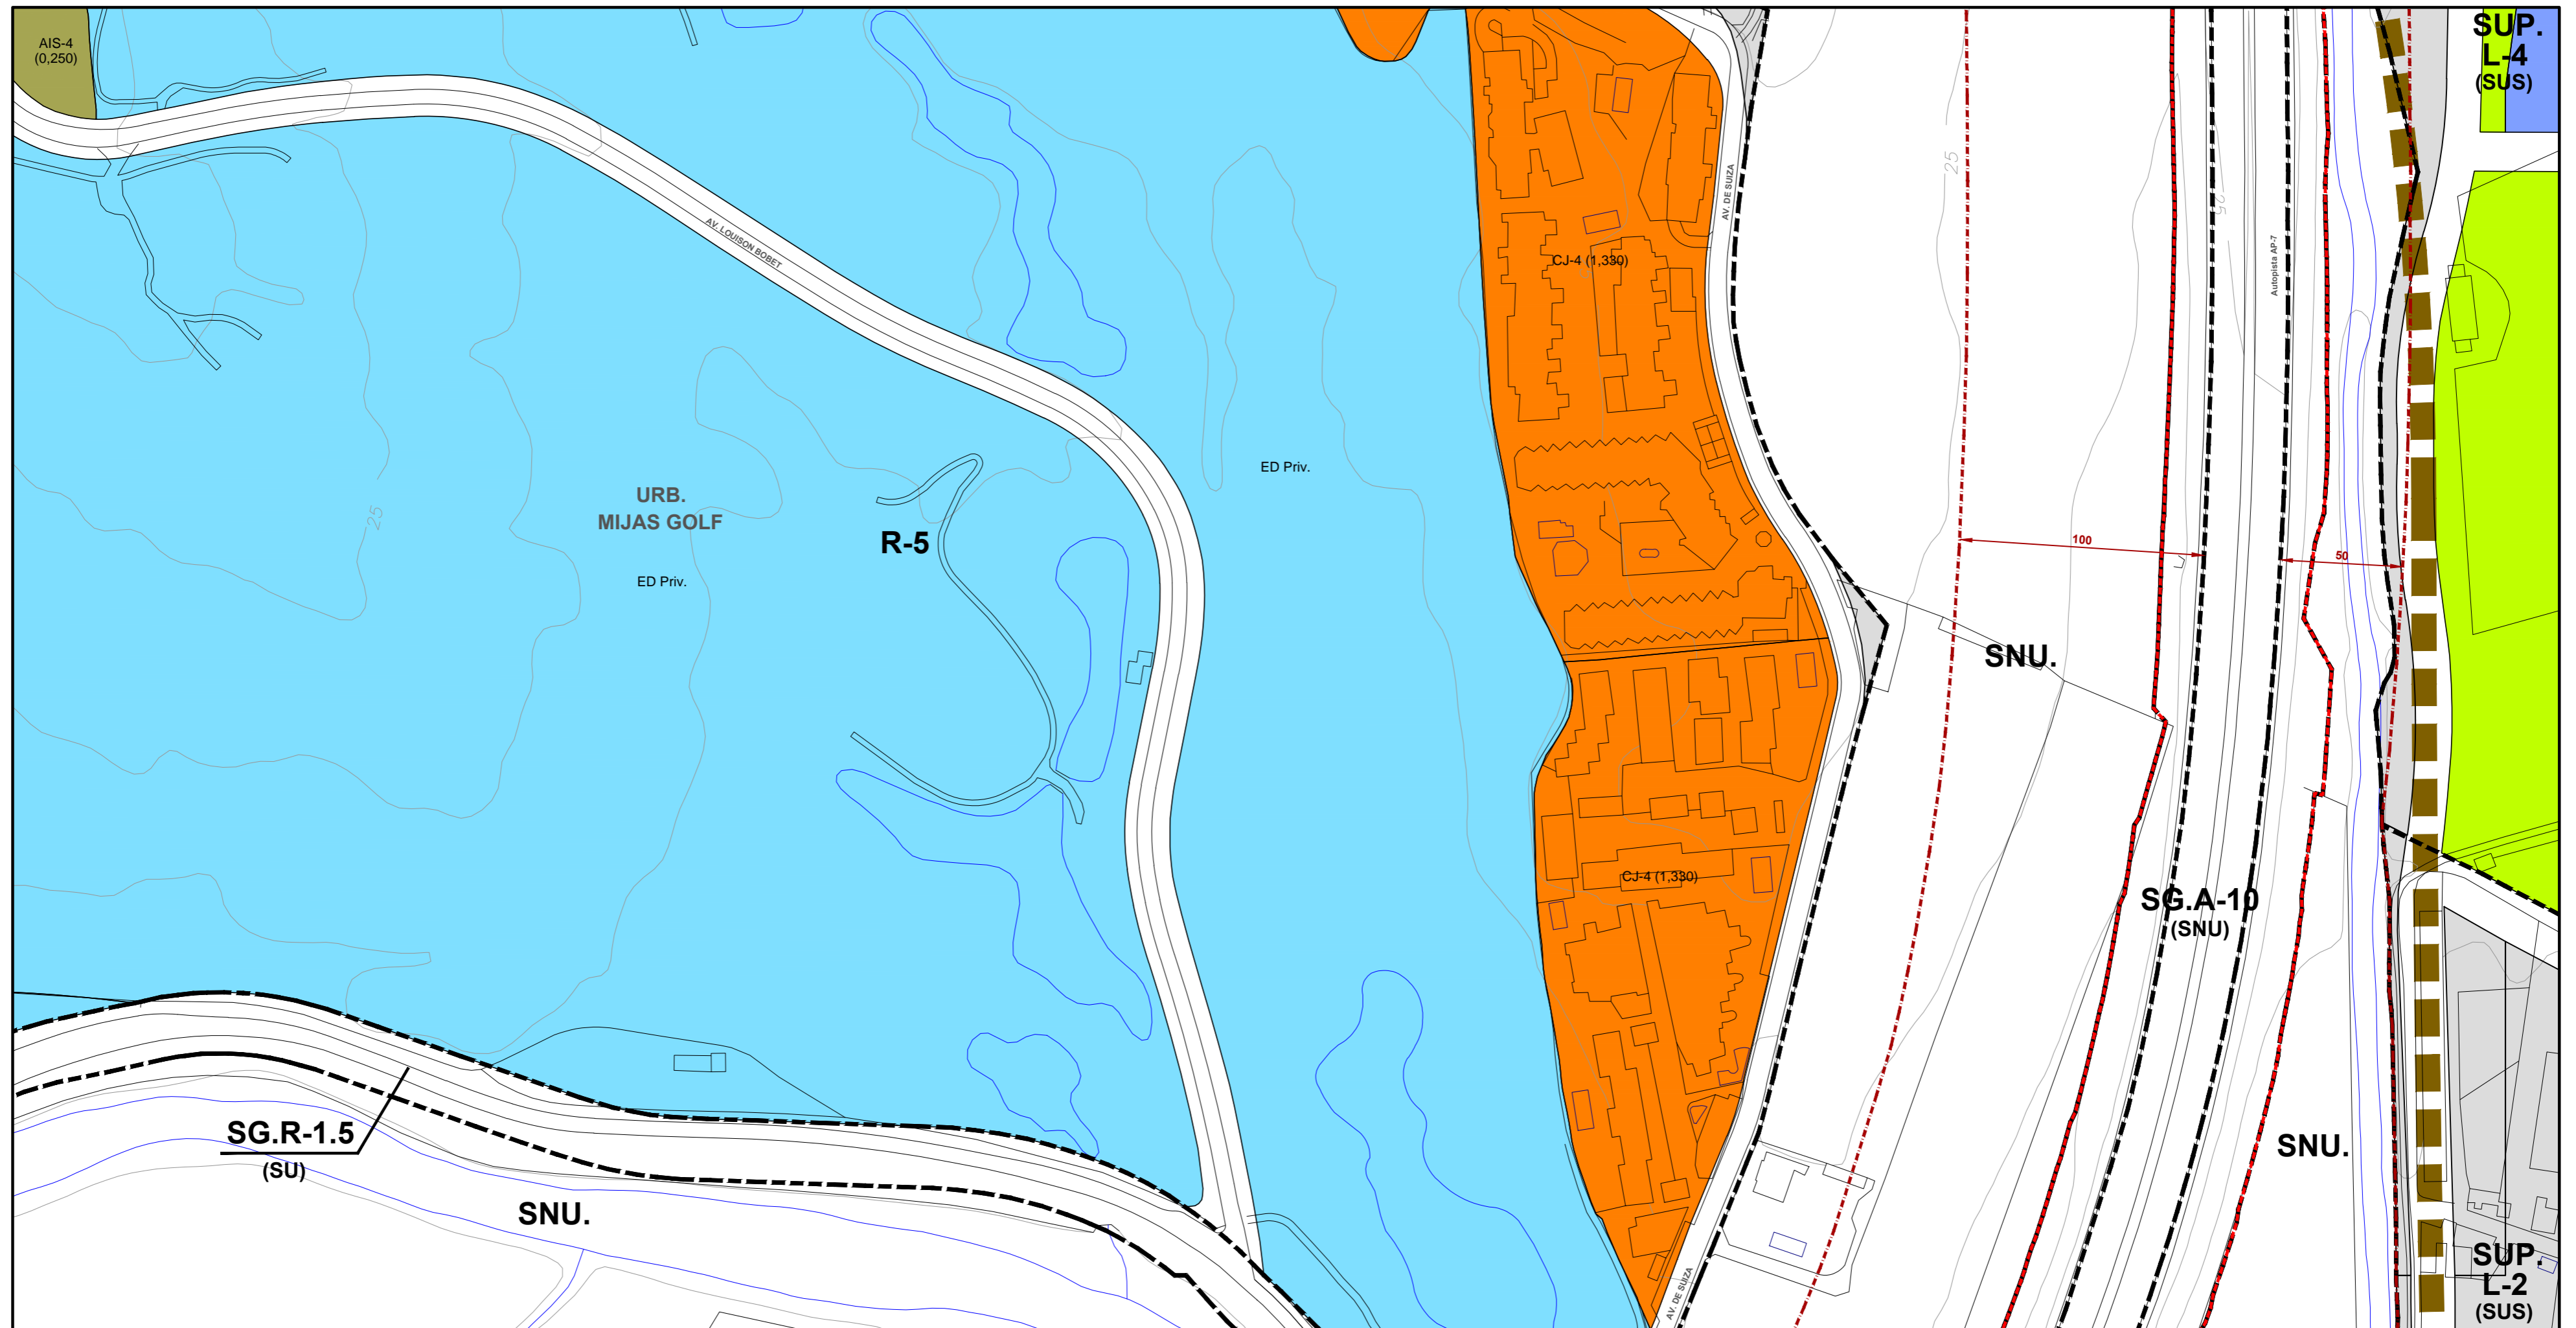 AIS-4
(0,250)
SUP.
L-4
(SUS)
AV. LOUISON BOBET
AV. DE SUIZA
25
Autopista AP-7
CJ-4 (1,330)
ED Priv.
URB.
MIJAS GOLF
R-5
25
ED Priv.
100
50
SNU.
CJ-4 (1,330)
SG.A-10
(SNU)
SG.R-1.5
(SU)
SNU.
SNU.
AV. DE SUIZA
SUP.
L-2
(SUS)